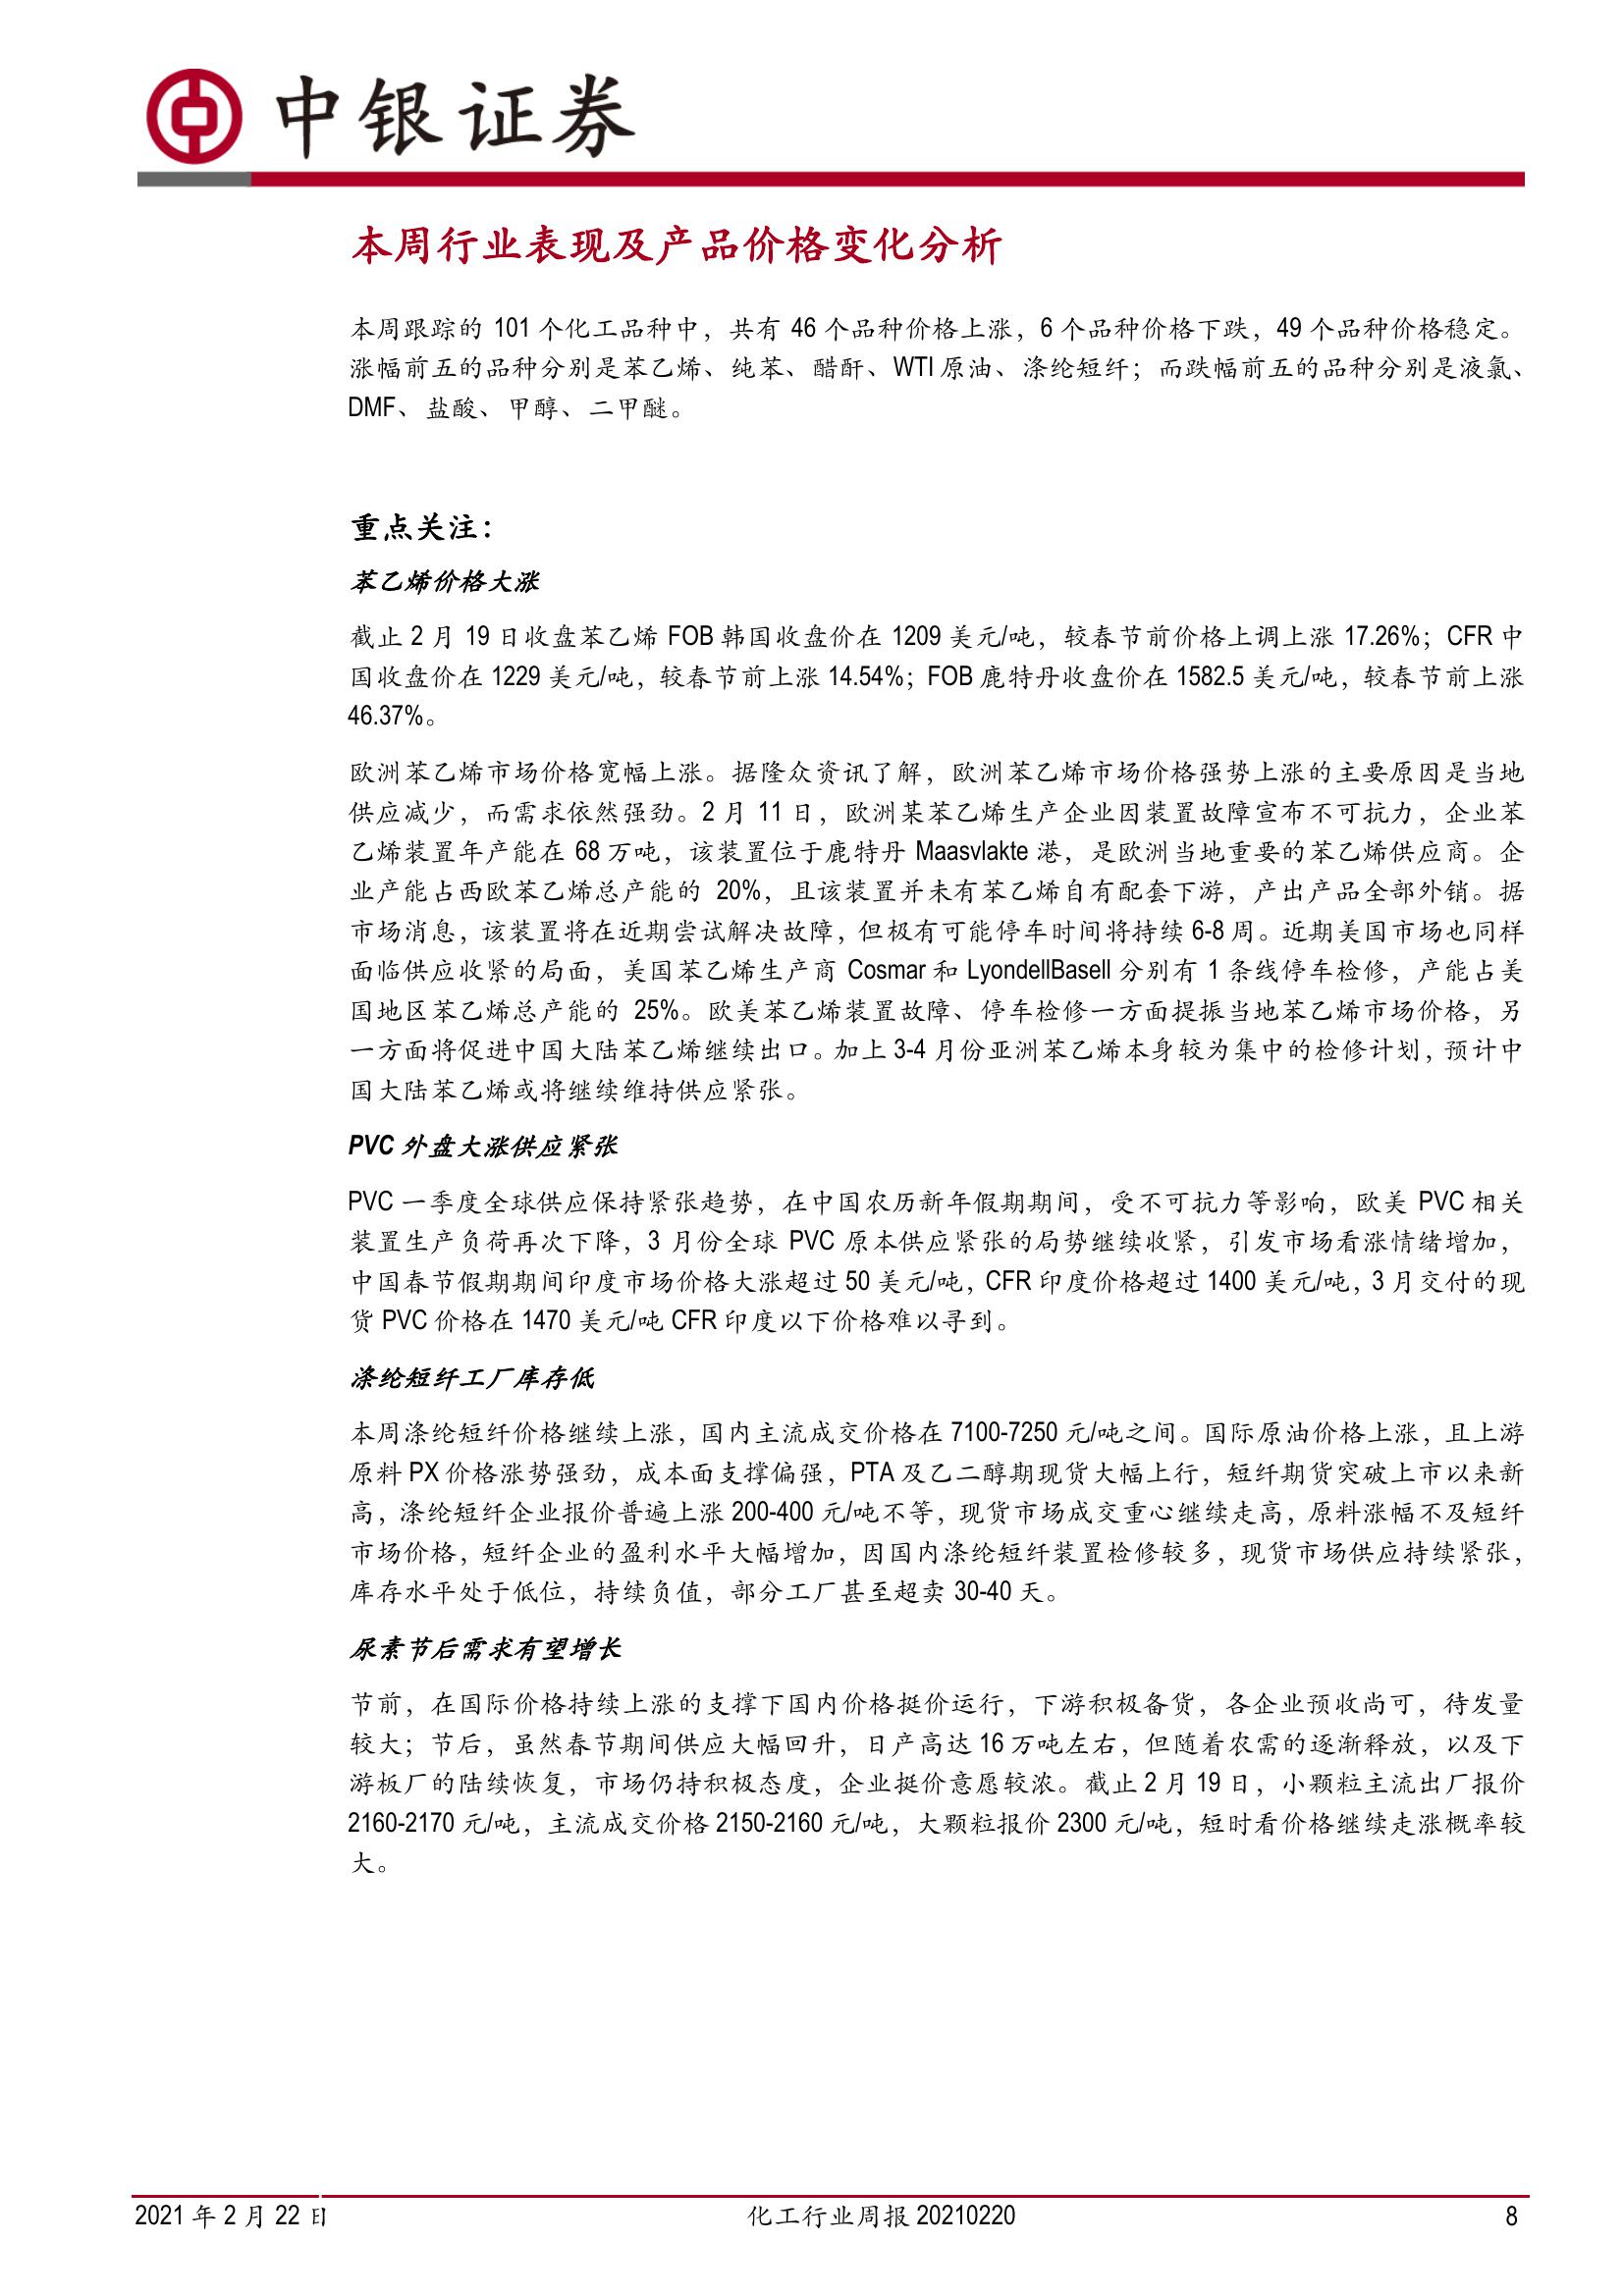 中银证券
本周行业表现及产品价格变化分析
本周跟踪的 101 个化工品种中，共有 46 个品种价格上涨，6 个品种价格下跌，49 个品种价格稳定。
涨幅前五的品种分别是苯乙烯、纯苯、醋酐、WTI 原油、涤纶短纤；而跌幅前五的品种分别是液氯、
DMF、盐酸、甲醇、二甲醚。
重点关注：
苯乙烯价格大涨
截止 2 月 19 日收盘苯乙烯 FOB 韩国收盘价在 1209 美元/吨，较春节前价格上调上涨 17.26%；CFR 中
国收盘价在 1229 美元/吨，较春节前上涨 14.54%；FOB 鹿特丹收盘价在 1582.5 美元/吨，较春节前上涨
46.37%。
欧洲苯乙烯市场价格宽幅上涨。据隆众资讯了解，欧洲苯乙烯市场价格强势上涨的主要原因是当地
供应减少，而需求依然强劲。2 月 11 日，欧洲某苯乙烯生产企业因装置故障宣布不可抗力，企业苯
乙烯装置年产能在 68 万吨，该装置位于鹿特丹 Maasvlakte 港，是欧洲当地重要的苯乙烯供应商。企
业产能占西欧苯乙烯总产能的 20%，且该装置并未有苯乙烯自有配套下游，产出产品全部外销。据
市场消息，该装置将在近期尝试解决故障，但极有可能停车时间将持续 6-8 周。近期美国市场也同样
面临供应收紧的局面，美国苯乙烯生产商 Cosmar 和 LyondellBasell 分别有 1 条线停车检修，产能占美
国地区苯乙烯总产能的 25%。欧美苯乙烯装置故障、停车检修一方面提振当地苯乙烯市场价格，另
一方面将促进中国大陆苯乙烯继续出口。加上 3-4 月份亚洲苯乙烯本身较为集中的检修计划，预计中
国大陆苯乙烯或将继续维持供应紧张。
PVC 外盘大涨供应紧张
PVC 一季度全球供应保持紧张趋势，在中国农历新年假期期间，受不可抗力等影响，欧美 PVC 相关
装置生产负荷再次下降，3 月份全球 PVC 原本供应紧张的局势继续收紧，引发市场看涨情绪增加，
中国春节假期期间印度市场价格大涨超过 50 美元/吨，CFR 印度价格超过 1400 美元/吨，3 月交付的现
货 PVC 价格在 1470 美元/吨 CFR 印度以下价格难以寻到。
涤纶短纤工厂库存低
本周涤纶短纤价格继续上涨，国内主流成交价格在 7100-7250 元/吨之间。国际原油价格上涨，且上游
原料 PX 价格涨势强劲，成本面支撑偏强，PTA 及乙二醇期现货大幅上行，短纤期货突破上市以来新
高，涤纶短纤企业报价普遍上涨 200-400 元/吨不等，现货市场成交重心继续走高，原料涨幅不及短纤
市场价格，短纤企业的盈利水平大幅增加，因国内涤纶短纤装置检修较多，现货市场供应持续紧张，
库存水平处于低位，持续负值，部分工厂甚至超卖 30-40 天。
尿素节后需求有望增长
节前，在国际价格持续上涨的支撑下国内价格挺价运行，下游积极备货，各企业预收尚可，待发量
较大；节后，虽然春节期间供应大幅回升，日产高达 16 万吨左右，但随着农需的逐渐释放，以及下
游板厂的陆续恢复，市场仍持积极态度，企业挺价意愿较浓。截止 2 月 19 日，小颗粒主流出厂报价
2160-2170 元/吨，主流成交价格 2150-2160 元/吨，大颗粒报价 2300 元/吨，短时看价格继续走涨概率较
大。
2021 年 2 月 22 日
化工行业周报 20210220
8